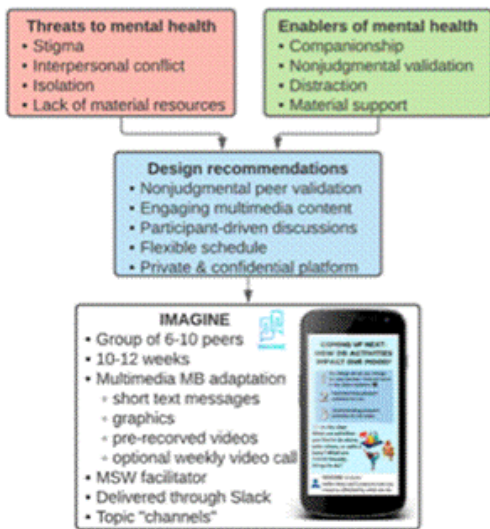 Threats to mental health
• Stigma
• Interpersonal conflict
• Isolation
• Lack of material resources
Enablers of mental health
• Companionship
• Nonjudgmental validation
• Distraction
• Material support
Design recommendations
• Nonjudgmental peer validation
• Engaging multimedia content
• Participant-driven discussions
• Flexible schedule
• Private & confidential platform
IMAGINE
• Group of 6-10 peers
• 10-12 weeks
• Multimedia MB adaptation
◦ short text messages
◦ graphics
◦ pre-recorved videos
◦ optional weekly video call
• MSW facilitator
• Delivered through Slack
• Topic "channels"
COMING UP NEXT:
HOW DO ACTIVITIES
IMPACT OUR MOOD?